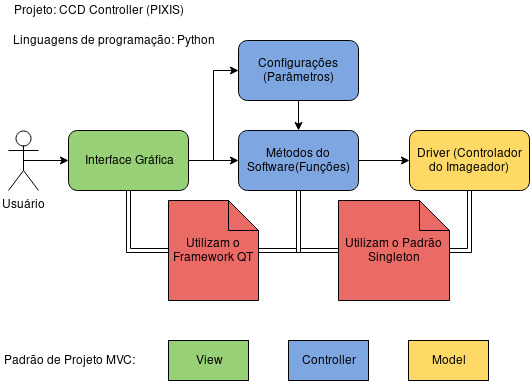 Projeto: CCD Controller (PIXIS)
Linguagens de programação: Python
Configurações
(Parâmetros)
Usuário
Interface Gráfica
Métodos do
Software(Funções)
Driver (Controlador
do Imageador)
Utilizam o
Framework QT
Utilizam o Padrão
Singleton
Padrão de Projeto MVC:
View
Controller
Model